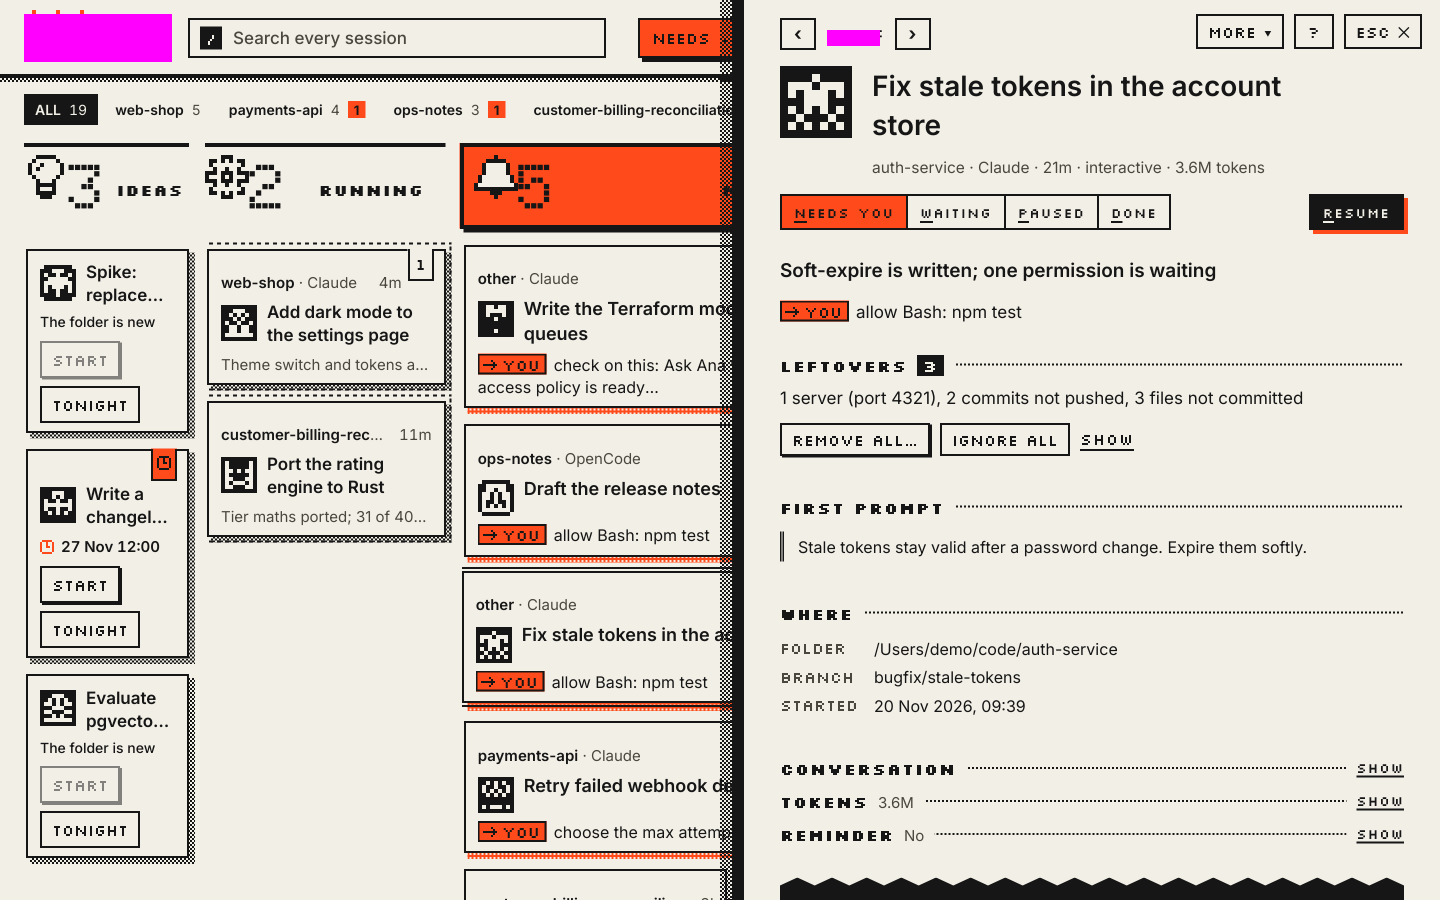 / Search every session
NEEDS
ALL 19 web-shop 5 payments-api 4 1 ops-notes 3 1
3 IDEAS
2 RUNNING
5
Spike:
replace...
The folder is new
START
TONIGHT
Write a
changel...
27 Nov 12:00
START
TONIGHT
Evaluate
pgvecto...
The folder is new
START
TONIGHT
web-shop · Claude 4m 1
Add dark mode to
the settings page
Theme switch and tokens a...
customer-billing-rec... 11m
Port the rating
engine to Rust
Tier maths ported; 31 of 40...
other · Claude
Write the Terraform
queues
→ YOU check on this: Ask Ana
access policy is ready...
ops-notes · OpenCode
Draft the release notes
→ YOU allow Bash: npm test
other · Claude
Fix stale tokens in the
→ YOU allow Bash: npm test
payments-api · Claude
Retry failed webhook
→ YOU choose the max
‹ › MORE ▾ ? ESC ×
Fix stale tokens in the account
store
auth-service · Claude · 21m · interactive · 3.6M tokens
NEEDS YOU WAITING PAUSED DONE RESUME
Soft-expire is written; one permission is waiting
→ YOU allow Bash: npm test
LEFTOVERS 3
1 server (port 4321), 2 commits not pushed, 3 files not committed
REMOVE ALL... IGNORE ALL SHOW
FIRST PROMPT
Stale tokens stay valid after a password change. Expire them softly.
WHERE
FOLDER /Users/demo/code/auth-service
BRANCH bugfix/stale-tokens
STARTED 20 Nov 2026, 09:39
CONVERSATION SHOW
TOKENS 3.6M SHOW
REMINDER No SHOW